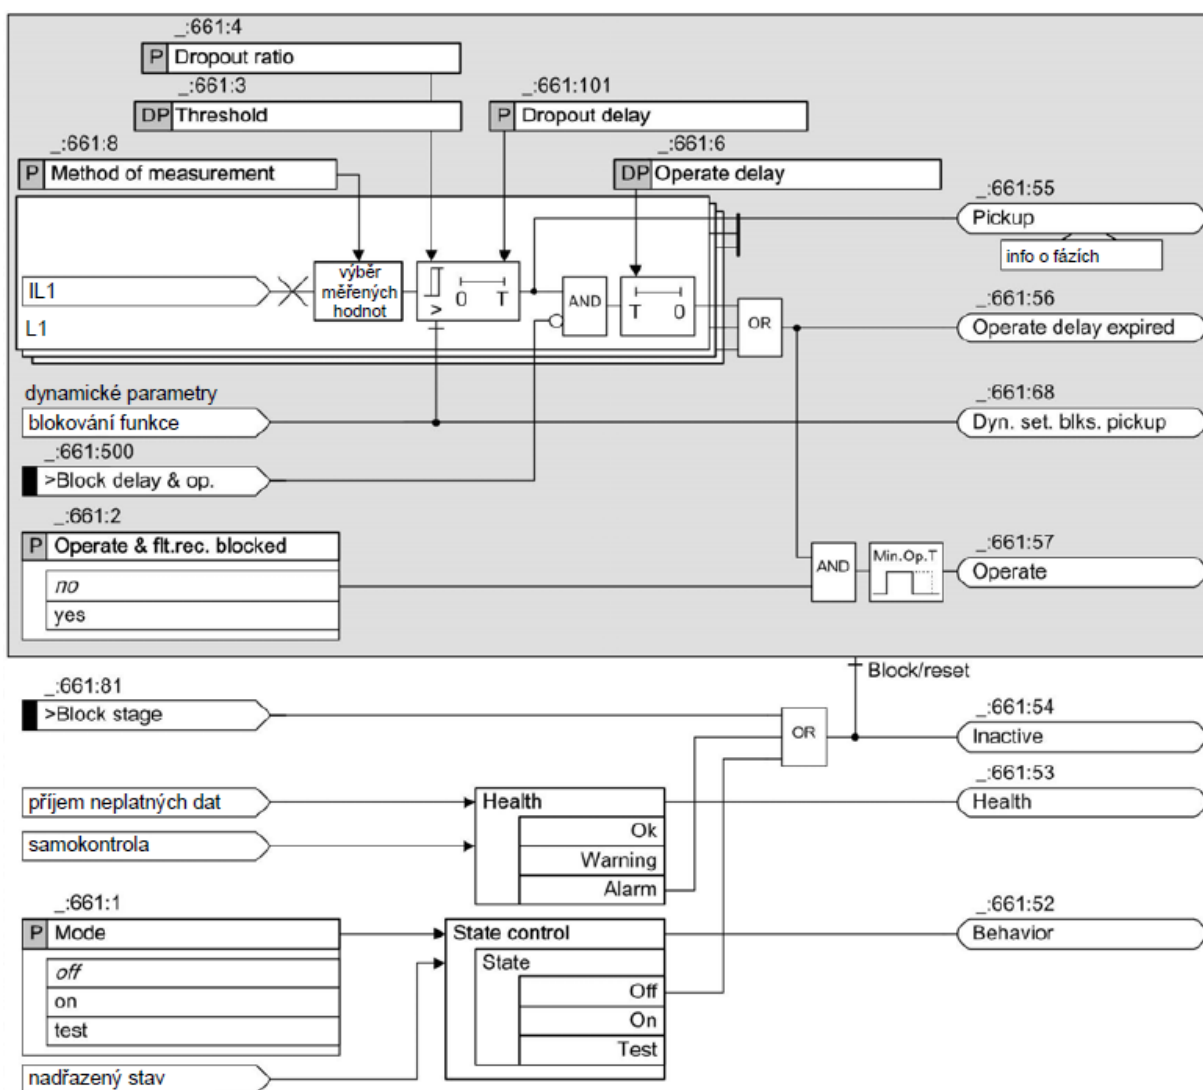 _:661:4
P Dropout ratio
_:661:3
DP Threshold
_:661:101
P Dropout delay
_:661:8
P Method of measurement
_:661:6
DP Operate delay
_:661:55
Pickup
info o fázích
IL1
výběr
měřených
hodnot
> 0 T
AND
T 0
OR
L1
_:661:56
Operate delay expired
dynamické parametry
blokování funkce
_:661:68
Dyn. set. blks. pickup
_:661:500
>Block delay & op.
_:661:2
P Operate & flt.rec. blocked
no
yes
AND
Min.Op.T
_:661:57
Operate
Block/reset
_:661:81
>Block stage
OR
_:661:54
Inactive
_:661:53
Health
příjem neplatných dat
samokontrola
Health
Ok
Warning
Alarm
_:661:1
P Mode
off
on
test
nadřazený stav
State control
State
Off
On
Test
_:661:52
Behavior